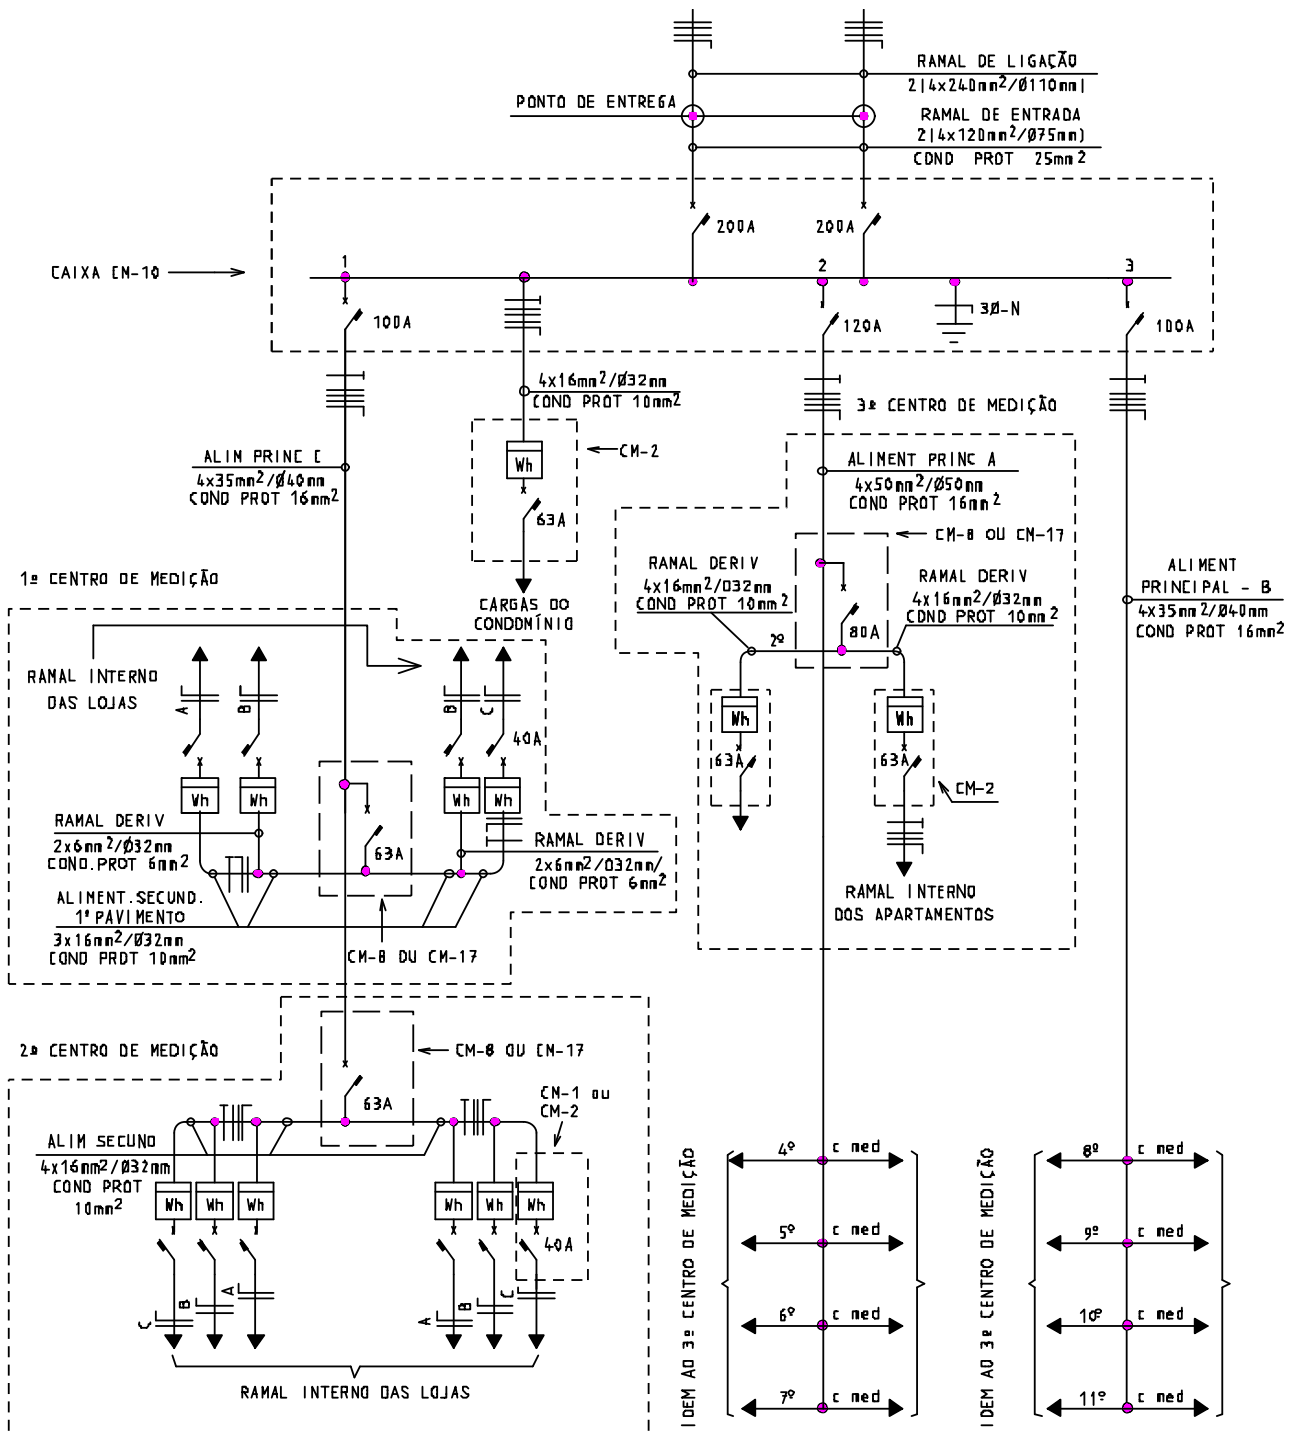 RAMAL DE LIGAÇÃO
2(4x240mm²/Ø110mm)
PONTO DE ENTREGA
RAMAL DE ENTRADA
2(4x120mm²/Ø75mm)
COND PROT 25mm²
200A
200A
CAIXA CM-10
1
2
3
100A
3Ø-N
120A
100A
4x16mm²/Ø32mm
COND PROT 10mm²
3º CENTRO DE MEDIÇÃO
CM-2
ALIM PRINC C
4x35mm²/Ø40mm
COND PROT 16mm²
Wh
63A
ALIMENT PRINC A
4x50mm²/Ø50mm
COND PROT 16mm²
CM-8 OU CM-17
1º CENTRO DE MEDIÇÃO
CARGAS DO
CONDOMÍNIO
RAMAL DERIV
4x16mm²/Ø32mm
COND PROT 10mm²
RAMAL DERIV
4x16mm²/Ø32mm
COND PROT 10mm²
ALIMENT
PRINCIPAL - B
4x35mm²/Ø40mm
COND PROT 16mm²
80A
2º
RAMAL INTERNO
DAS LOJAS
A
B
B
C
40A
Wh
Wh
Wh
Wh
Wh
Wh
63A
63A
CM-2
RAMAL DERIV
2x6mm²/Ø32mm
COND.PROT 6mm²
63A
RAMAL DERIV
2x6mm²/Ø32mm/
COND PROT 6mm²
ALIMENT.SECUND.
1º PAVIMENTO
3x16mm²/Ø32mm
COND PROT 10mm²
CM-8 OU CM-17
RAMAL INTERNO
DOS APARTAMENTOS
2º CENTRO DE MEDIÇÃO
CM-8 OU CM-17
63A
CM-1 ou
CM-2
ALIM SECUND
4x16mm²/Ø32mm
COND PROT
10mm²
Wh
Wh
Wh
Wh
Wh
Wh
40A
C
B
A
A
B
C
RAMAL INTERNO DAS LOJAS
IDEM AO 3º CENTRO DE MEDIÇÃO
4º c med
5º c med
6º c med
7º c med
IDEM AO 3º CENTRO DE MEDIÇÃO
8º c med
9º c med
10º c med
11º c med